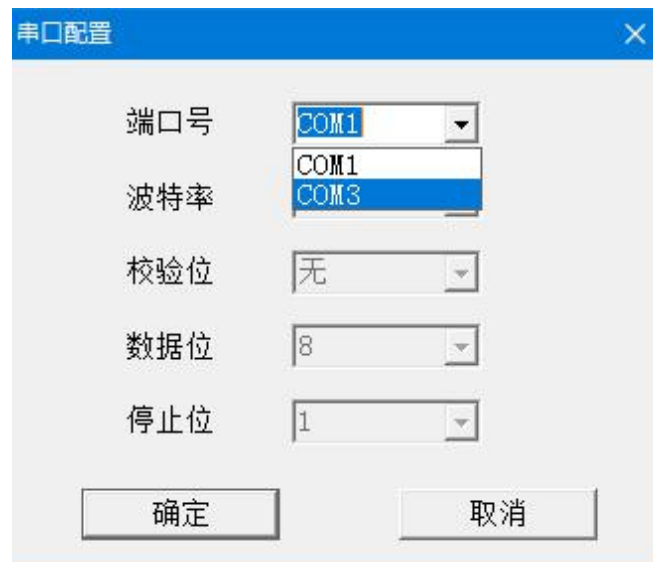 串口配置
端口号 COM1
COM1
波特率 COM3
校验位 无
数据位 8
停止位 1
确定 取消